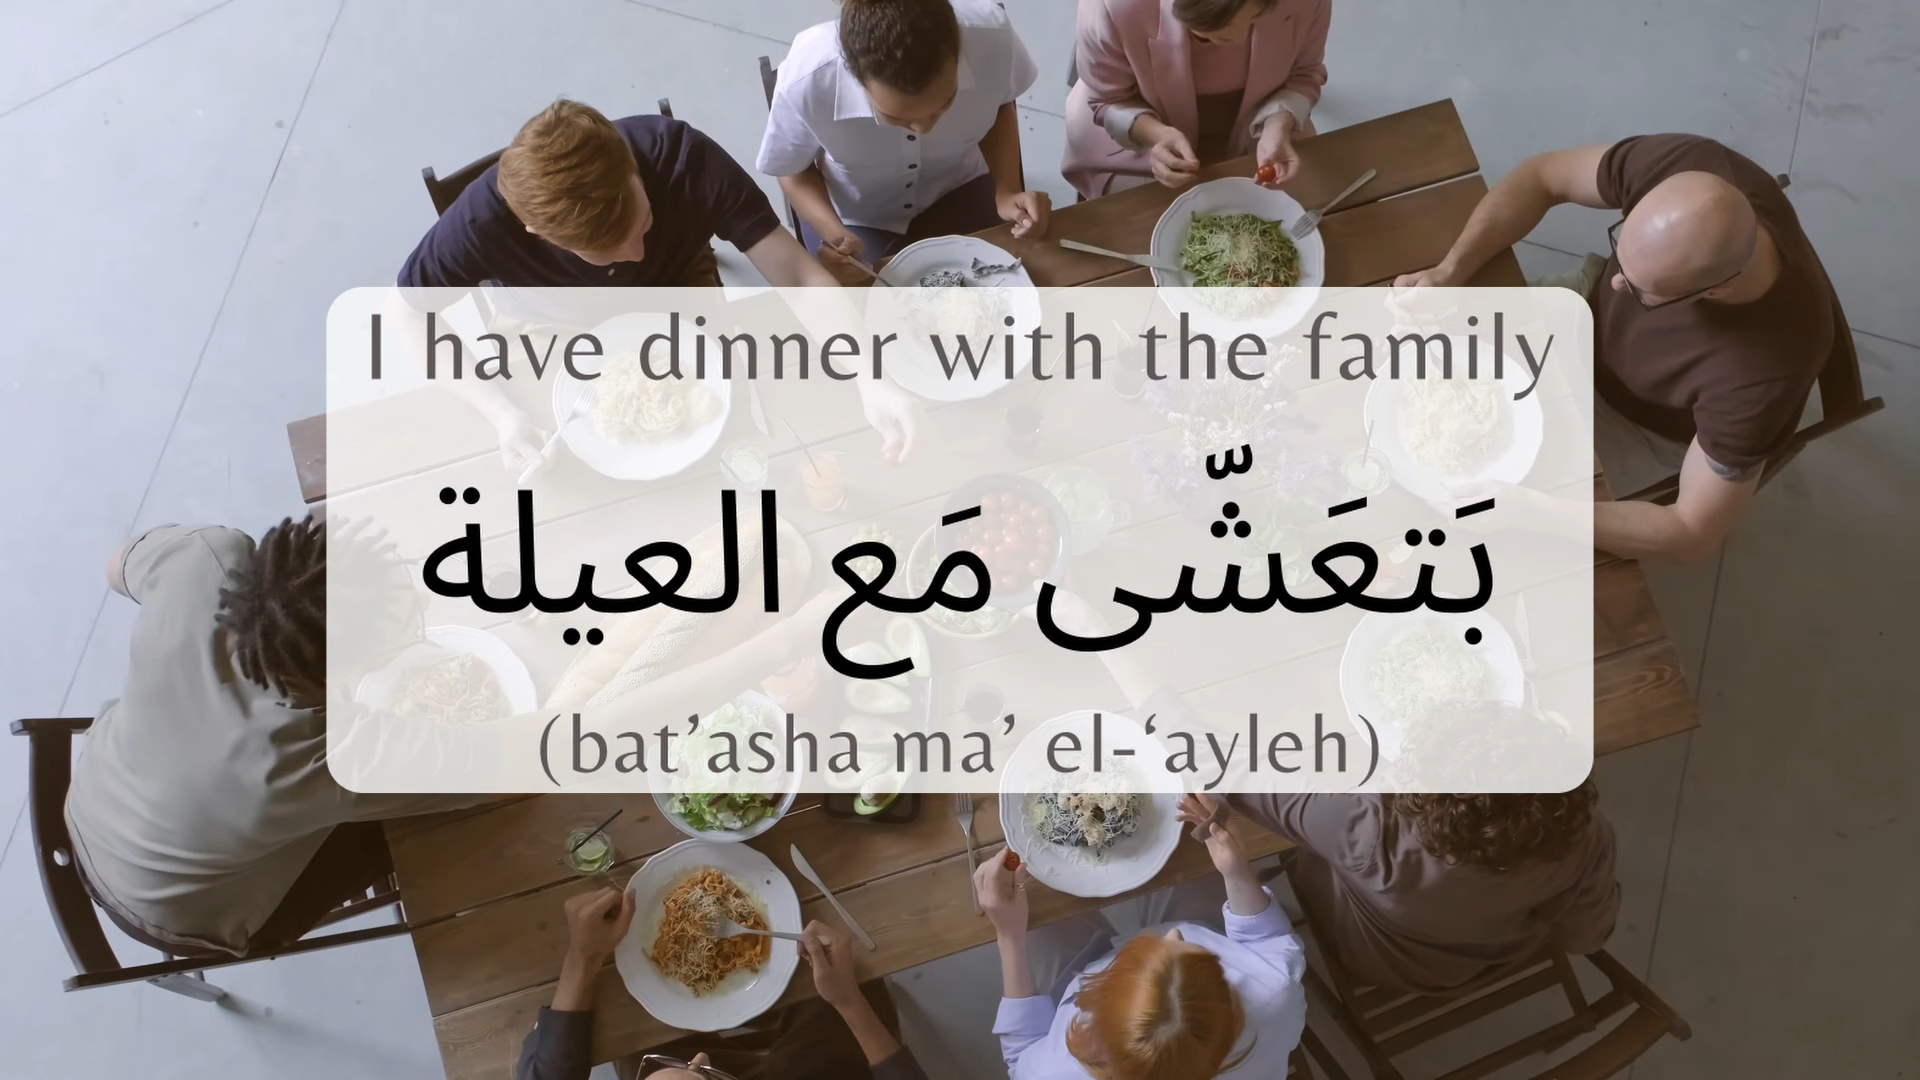 I have dinner with the family
بَتعَشّى مَع العيلة
(bat’asha ma’ el-‘ayleh)